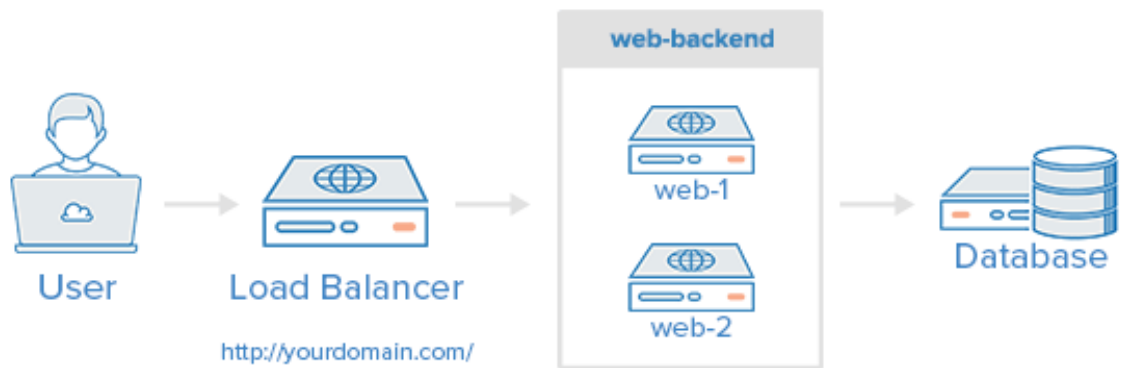 web-backend
web-1
web-2
User
Load Balancer
Database
http://yourdomain.com/